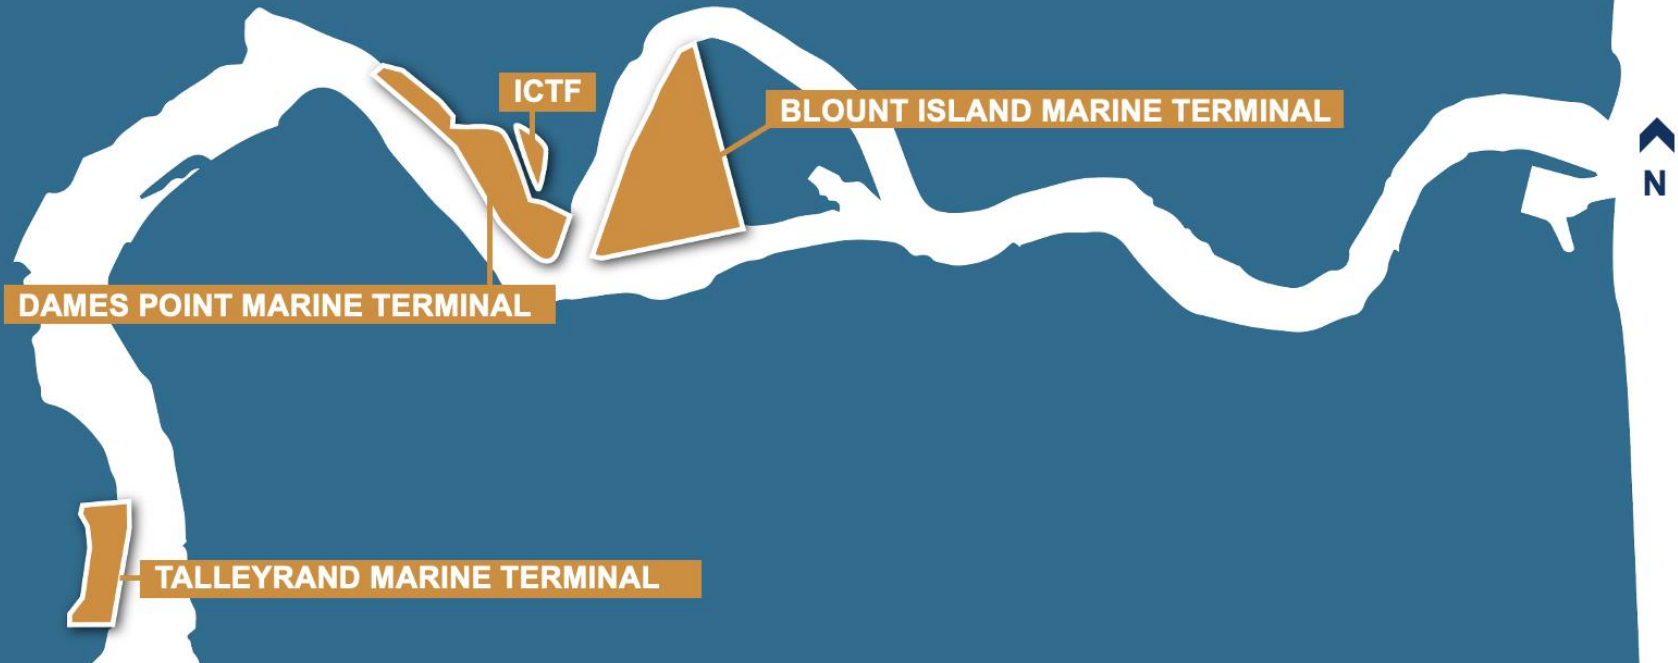 ICTF
BLOUNT ISLAND MARINE TERMINAL
N
DAMES POINT MARINE TERMINAL
TALLEYRAND MARINE TERMINAL